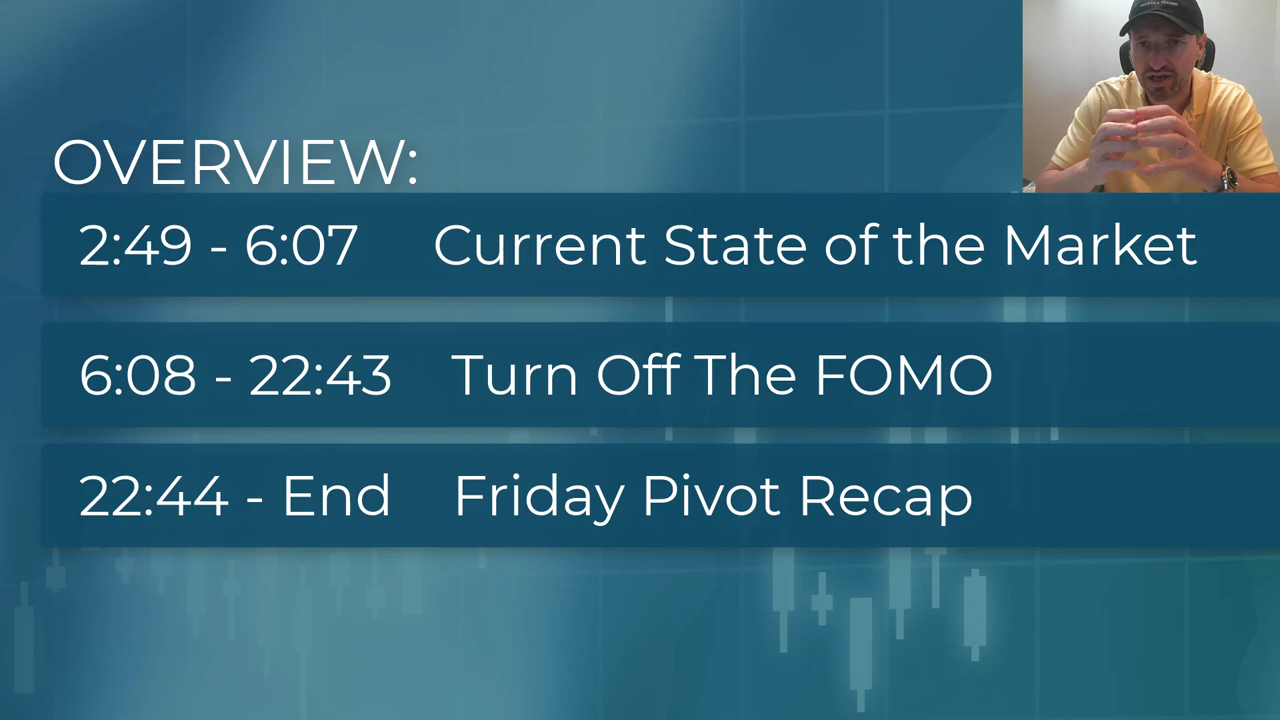 OVERVIEW:
2:49 - 6:07 Current State of the Market
6:08 - 22:43 Turn Off The FOMO
22:44 - End Friday Pivot Recap